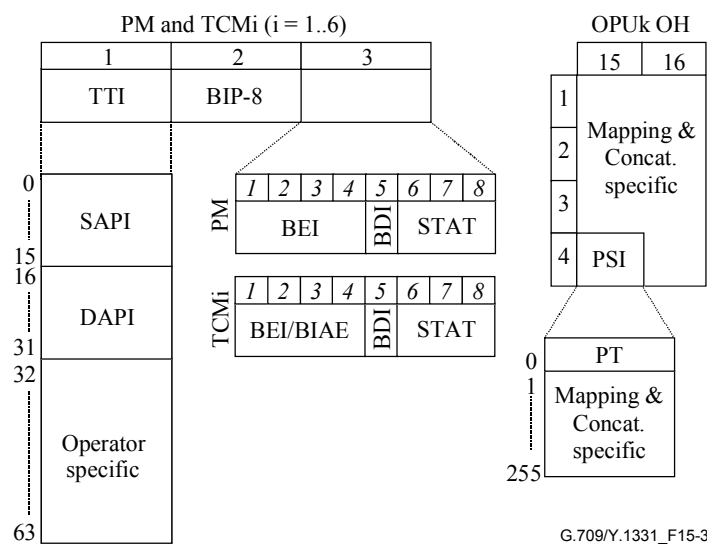 PM and TCMi (i = 1..6)
1 2 3
TTI BIP-8
0
SAPI
15
16
DAPI
31
32
Operator
specific
63
PM
1 2 3 4 5 6 7 8
BEI BDI STAT
TCMi
1 2 3 4 5 6 7 8
BEI/BIAE BDI STAT
OPUk OH
15 16
1
2
3
4
Mapping &
Concat.
specific
PSI
0
PT
1
Mapping &
Concat.
specific
255
G.709/Y.1331_F15-3